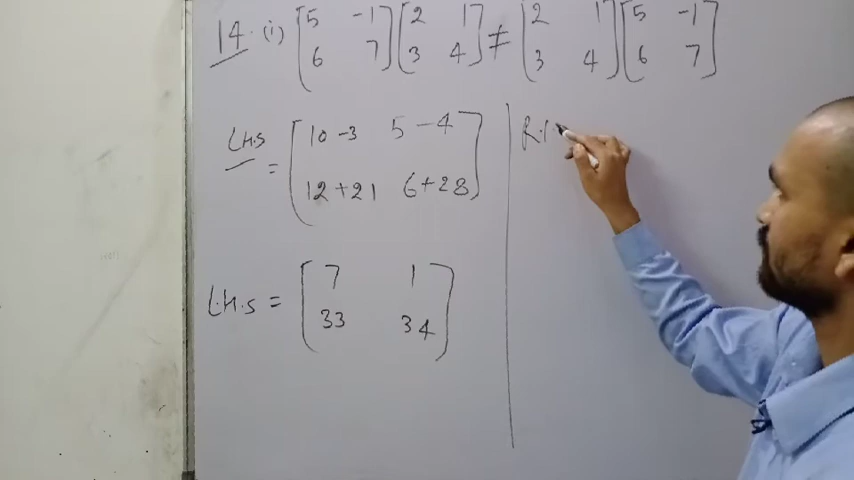 14. (i) [5 -1 [2 1 ≠ [2 1 [5 -1
6 7] 3 4] 3 4] 6 7]
L.H.S = [10 -3 5 -4
12 +21 6 +28]
L.H.S = [7 1
33 34]
R.H